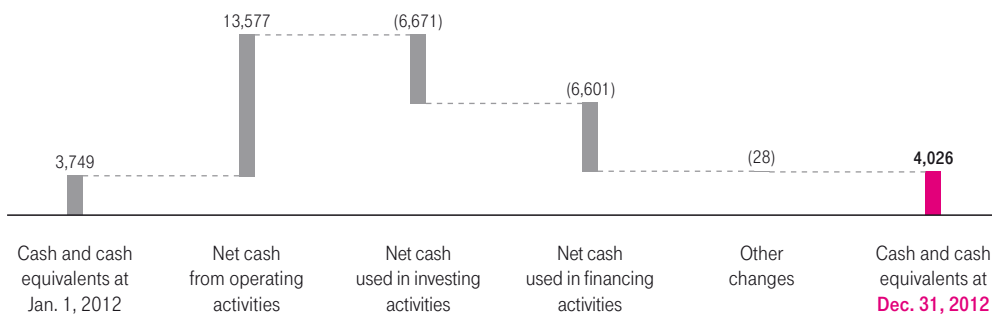 13,577
(6,671)
(6,601)
3,749
(28)
4,026
Cash and cash
equivalents at
Jan. 1, 2012
Net cash
from operating
activities
Net cash
used in investing
activities
Net cash
used in financing
activities
Other
changes
Cash and cash
equivalents at
Dec. 31, 2012